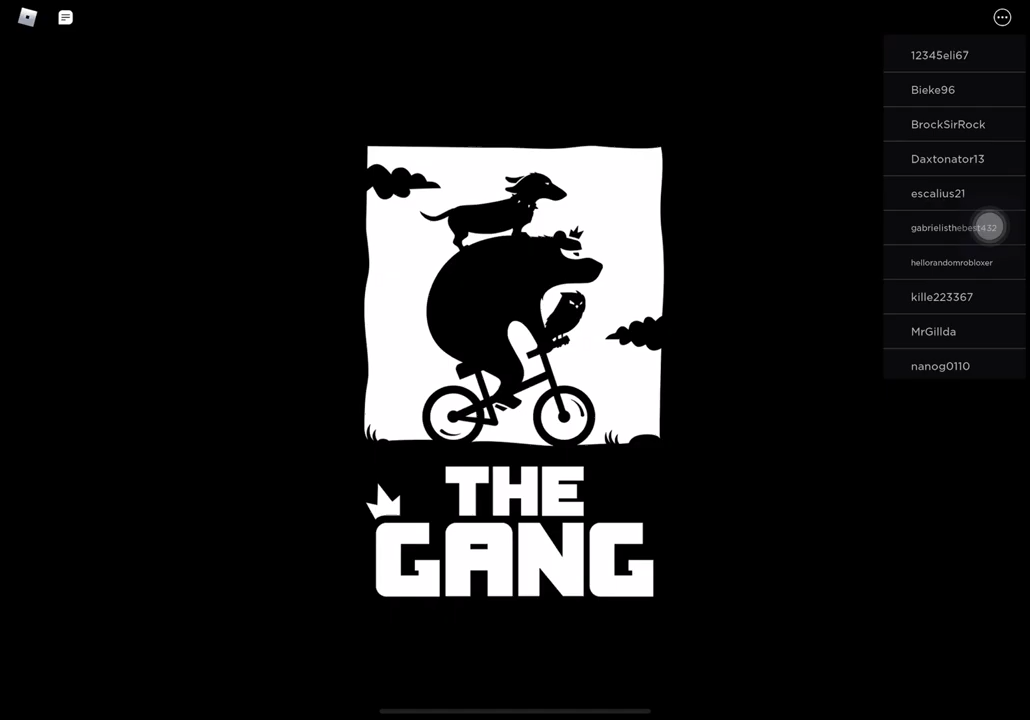 12345eli67
Bieke96
BrockSirRock
Daxtonator13
escalius21
gabrielisthebest432
hellorandomrobloxer
kille223367
MrGillda
nanog0110
THE
GANG